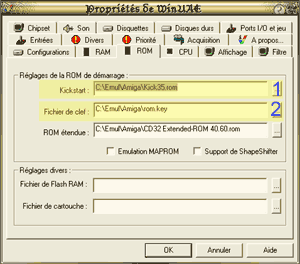 Propriétés de WinUAE
Chipset
Son
Disquettes
Disques durs
Ports I/O et jeu
Entrées
Divers
Priorité
Acquisition
A propos...
Configurations
RAM
ROM
CPU
Affichage
Filtre
Réglages de la ROM de démarage :
Kickstart : C:\Emul\Amiga\Kick35.rom ... 1
Fichier de clef : C:\Emul\Amiga\rom.key ... 2
ROM étendue : C:\Emul\Amiga\CD32 Extended-ROM 40.60.rom ...
Emulation MAPROM
Support de ShapeShifter
Réglages divers :
Fichier de Flash RAM : ...
Fichier de cartouche : ...
OK
Annuler
Aide